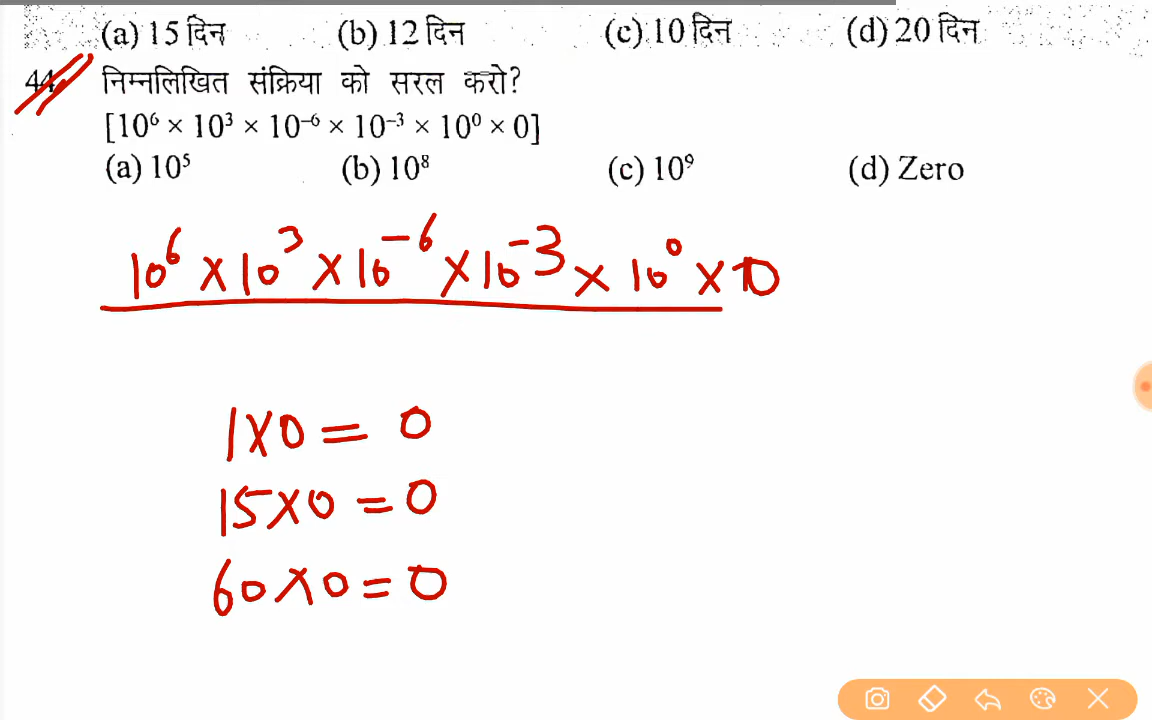 (a) 15 दिन (b) 12 दिन (c) 10 दिन (d) 20 दिन
44. निम्नलिखित संक्रिया को सरल करो?
[10⁶ × 10³ × 10⁻⁶ × 10⁻³ × 10⁰ × 0]
(a) 10⁵ (b) 10⁸ (c) 10⁹ (d) Zero
10⁶ × 10³ × 10⁻⁶ × 10⁻³ × 10⁰ × 0
1 × 0 = 0
15 × 0 = 0
60 × 0 = 0